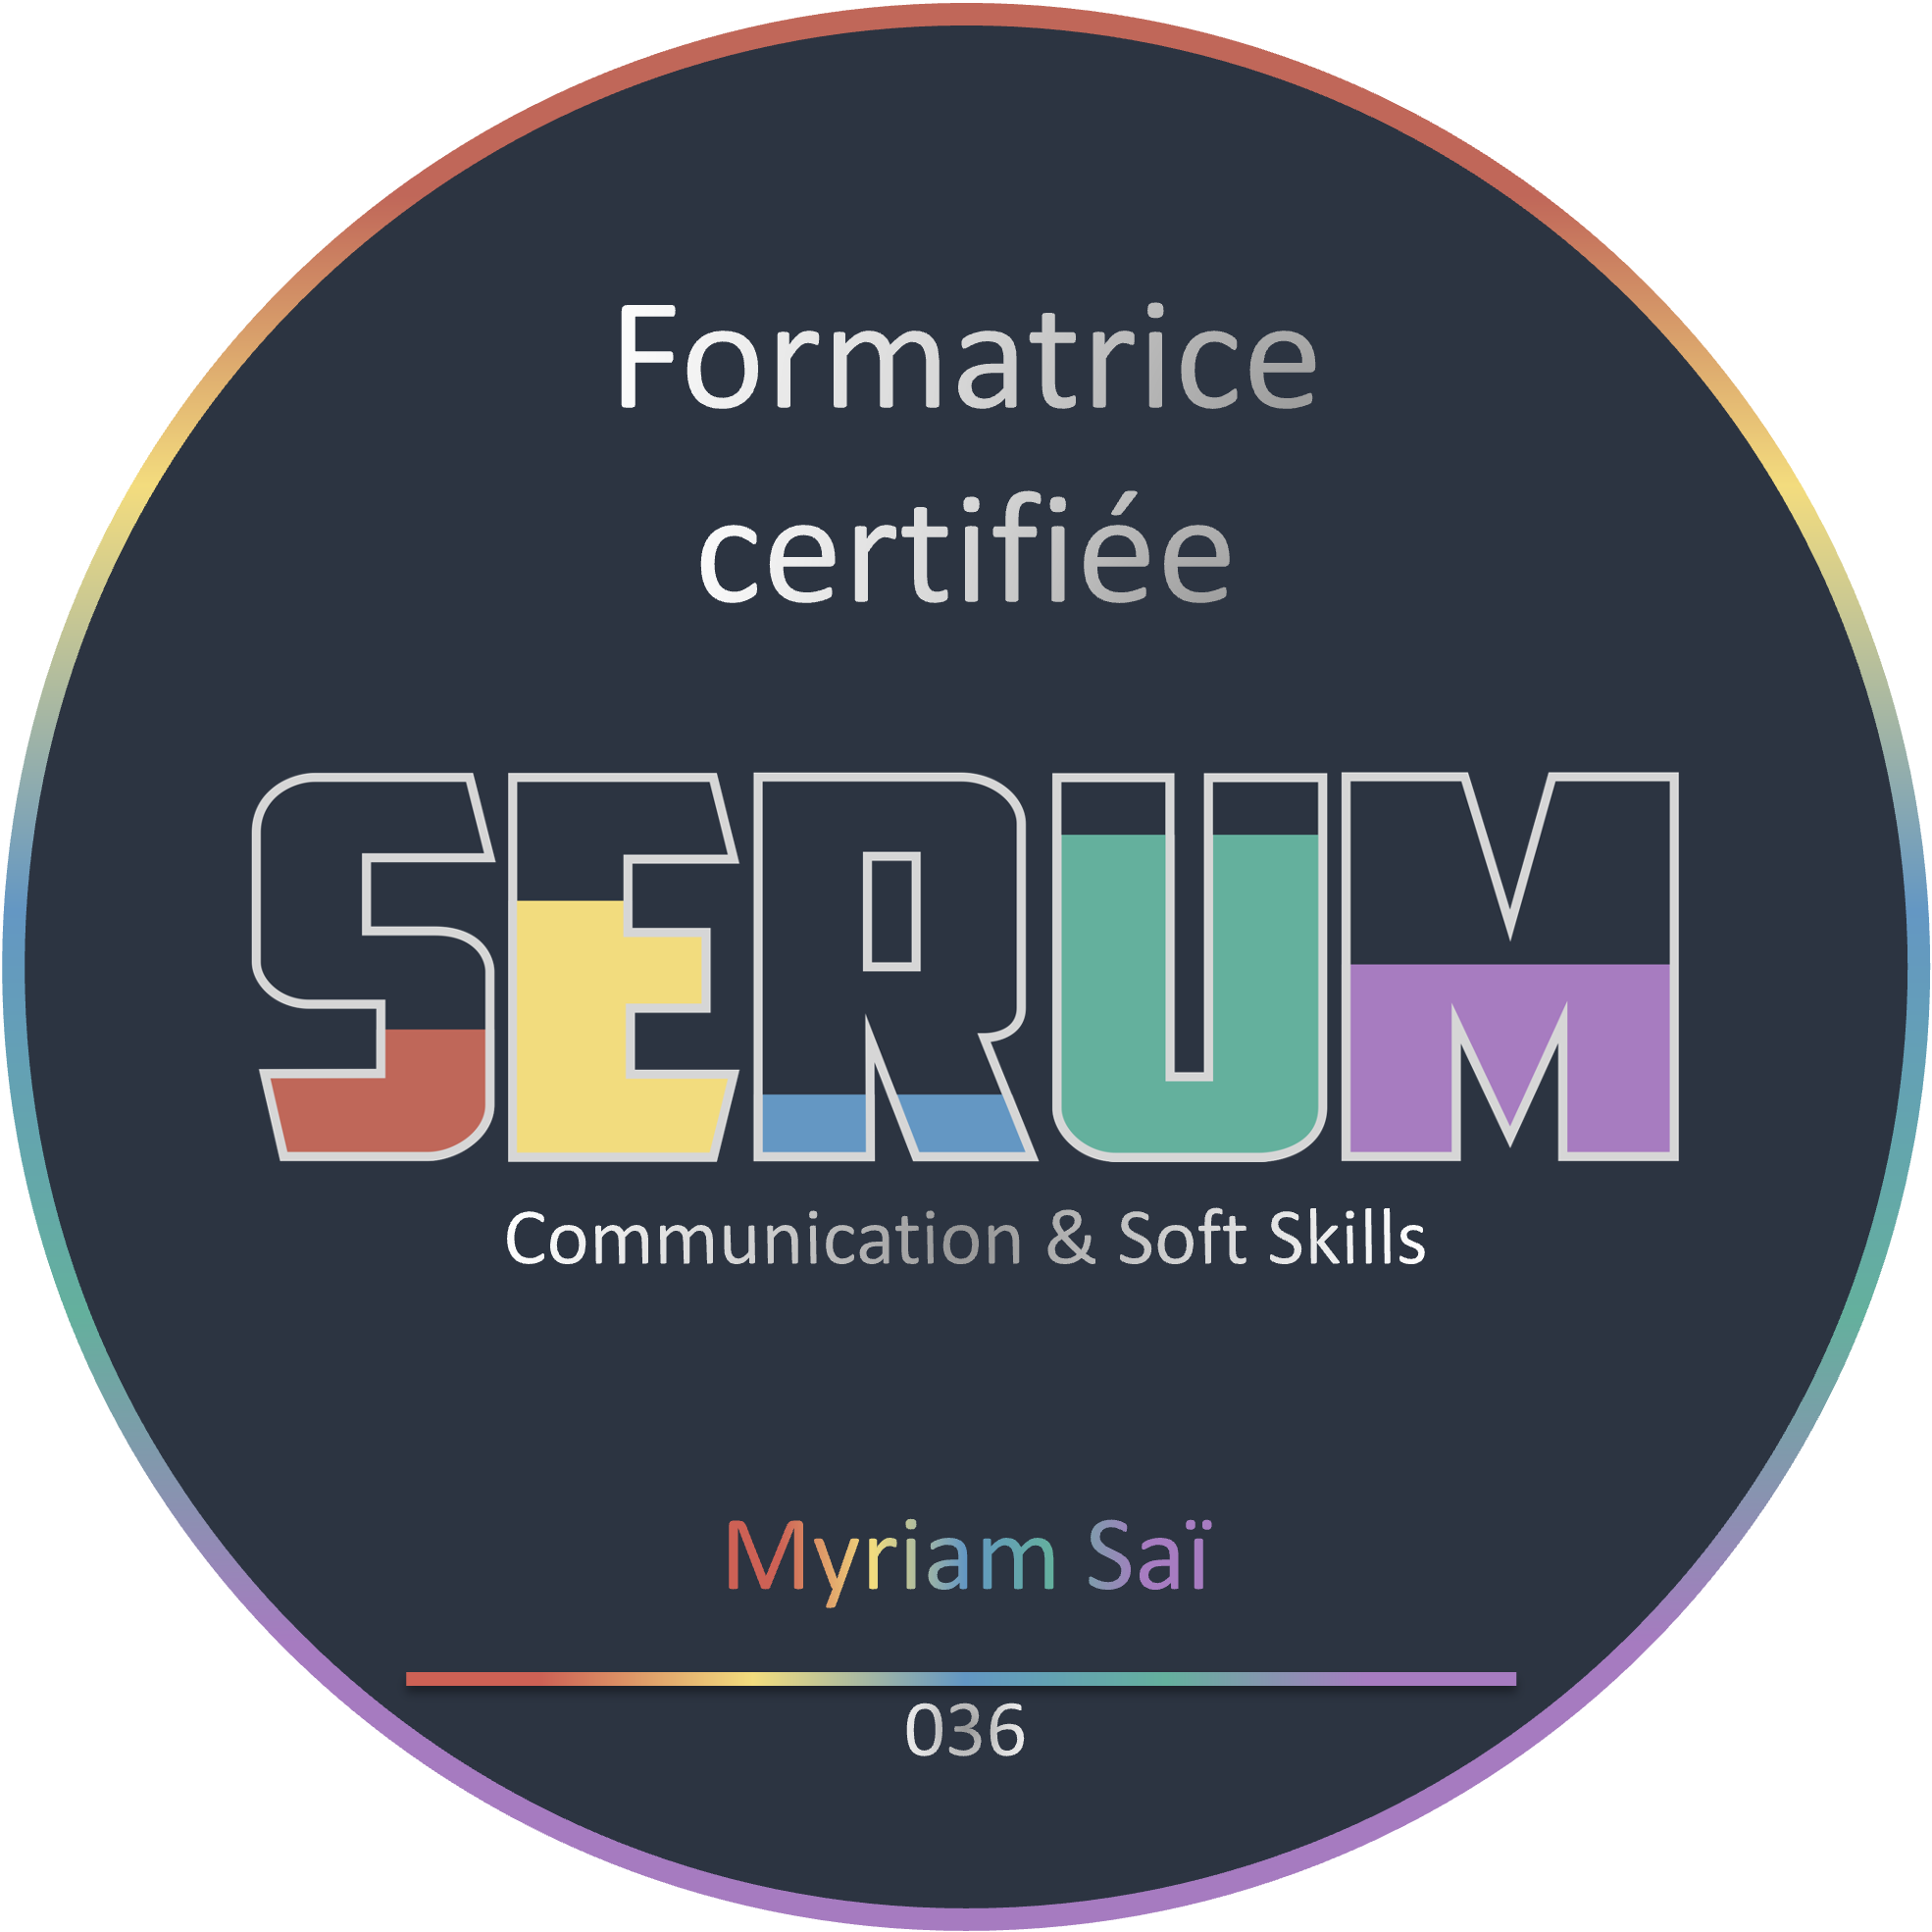 Formatrice
certifiée
SERUM
Communication & Soft Skills
Myriam Saï
036